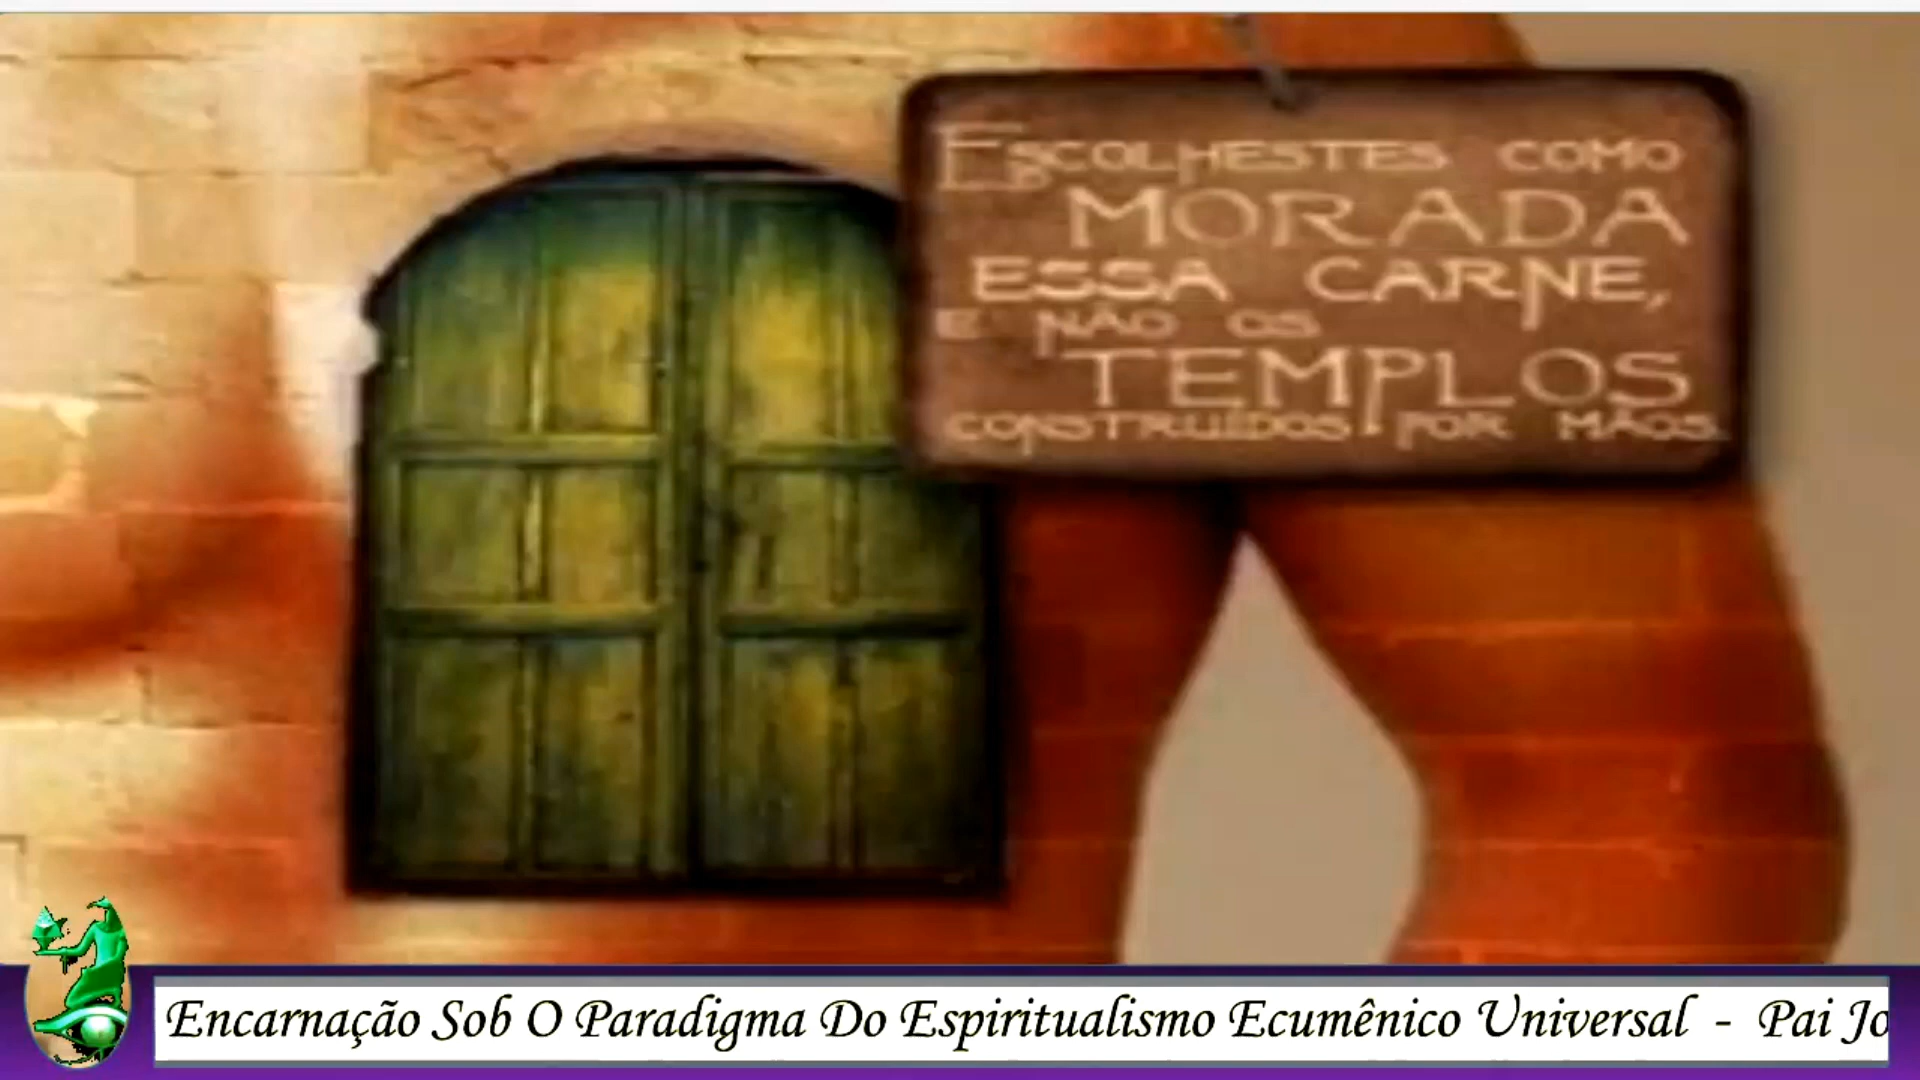 ESCOLHESTES COMO
MORADA
ESSA CARNE,
E NÃO OS
TEMPLOS
CONSTRUÍDOS POR MÃOS.
Encarnação Sob O Paradigma Do Espiritualismo Ecumênico Universal - Pai Jo